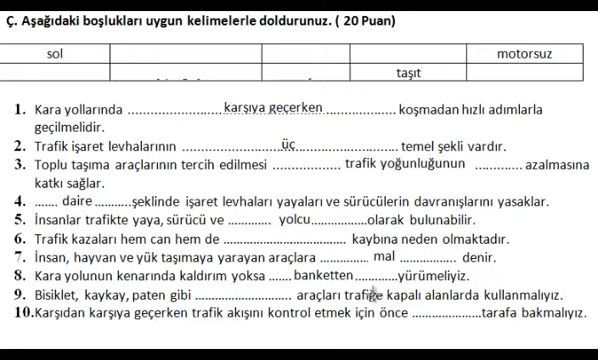 Ç. Aşağıdaki boşlukları uygun kelimelerle doldurunuz. ( 20 Puan)
sol motorsuz
taşıt
1. Kara yollarında ........................karşıya geçerken.................. koşmadan hızlı adımlarla
geçilmelidir.
2. Trafik işaret levhalarının .........................üç......................... temel şekli vardır.
3. Toplu taşıma araçlarının tercih edilmesi ................. trafik yoğunluğunun ............ azalmasına
katkı sağlar.
4. ....... daire ...........şeklinde işaret levhaları yayaları ve sürücülerin davranışlarını yasaklar.
5. İnsanlar trafikte yaya, sürücü ve ............ yolcu.................olarak bulunabilir.
6. Trafik kazaları hem can hem de ................................ kaybına neden olmaktadır.
7. İnsan, hayvan ve yük taşımaya yarayan araçlara ............. mal ............... denir.
8. Kara yolunun kenarında kaldırım yoksa ...... banketten............yürümeliyiz.
9. Bisiklet, kaykay, paten gibi ......................... araçları trafiğe kapalı alanlarda kullanmalıyız.
10.Karşıdan karşıya geçerken trafik akışını kontrol etmek için önce ..................tarafa bakmalıyız.